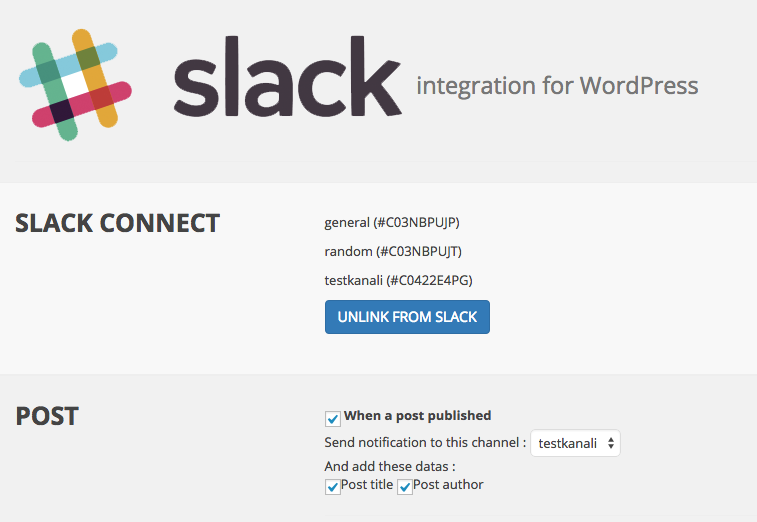 slack integration for WordPress
SLACK CONNECT
general (#C03NBPUJP)
random (#C03NBPUJT)
testkanali (#C0422E4PG)
UNLINK FROM SLACK
POST
When a post published
Send notification to this channel : testkanali
And add these datas :
Post title Post author